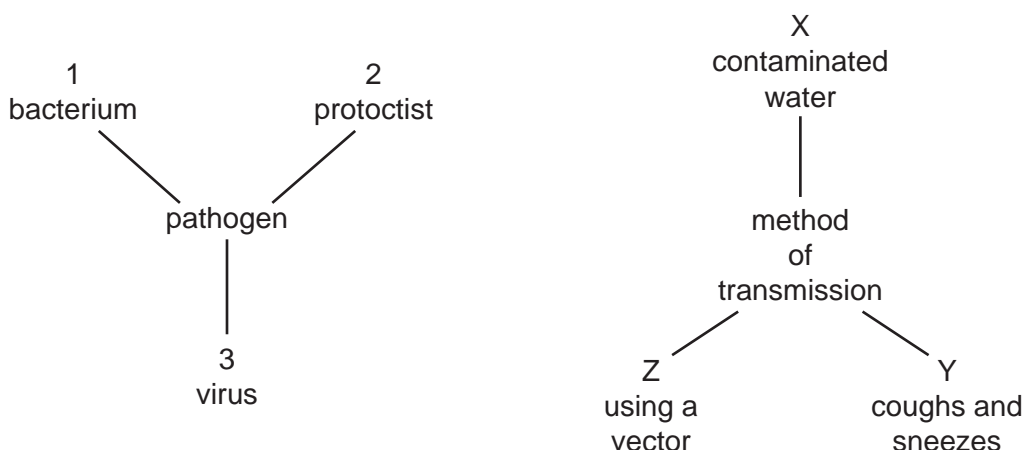 1
bacterium
2
protoctist
pathogen
3
virus
X
contaminated
water
method
of
transmission
Z
using a
vector
Y
coughs and
sneezes